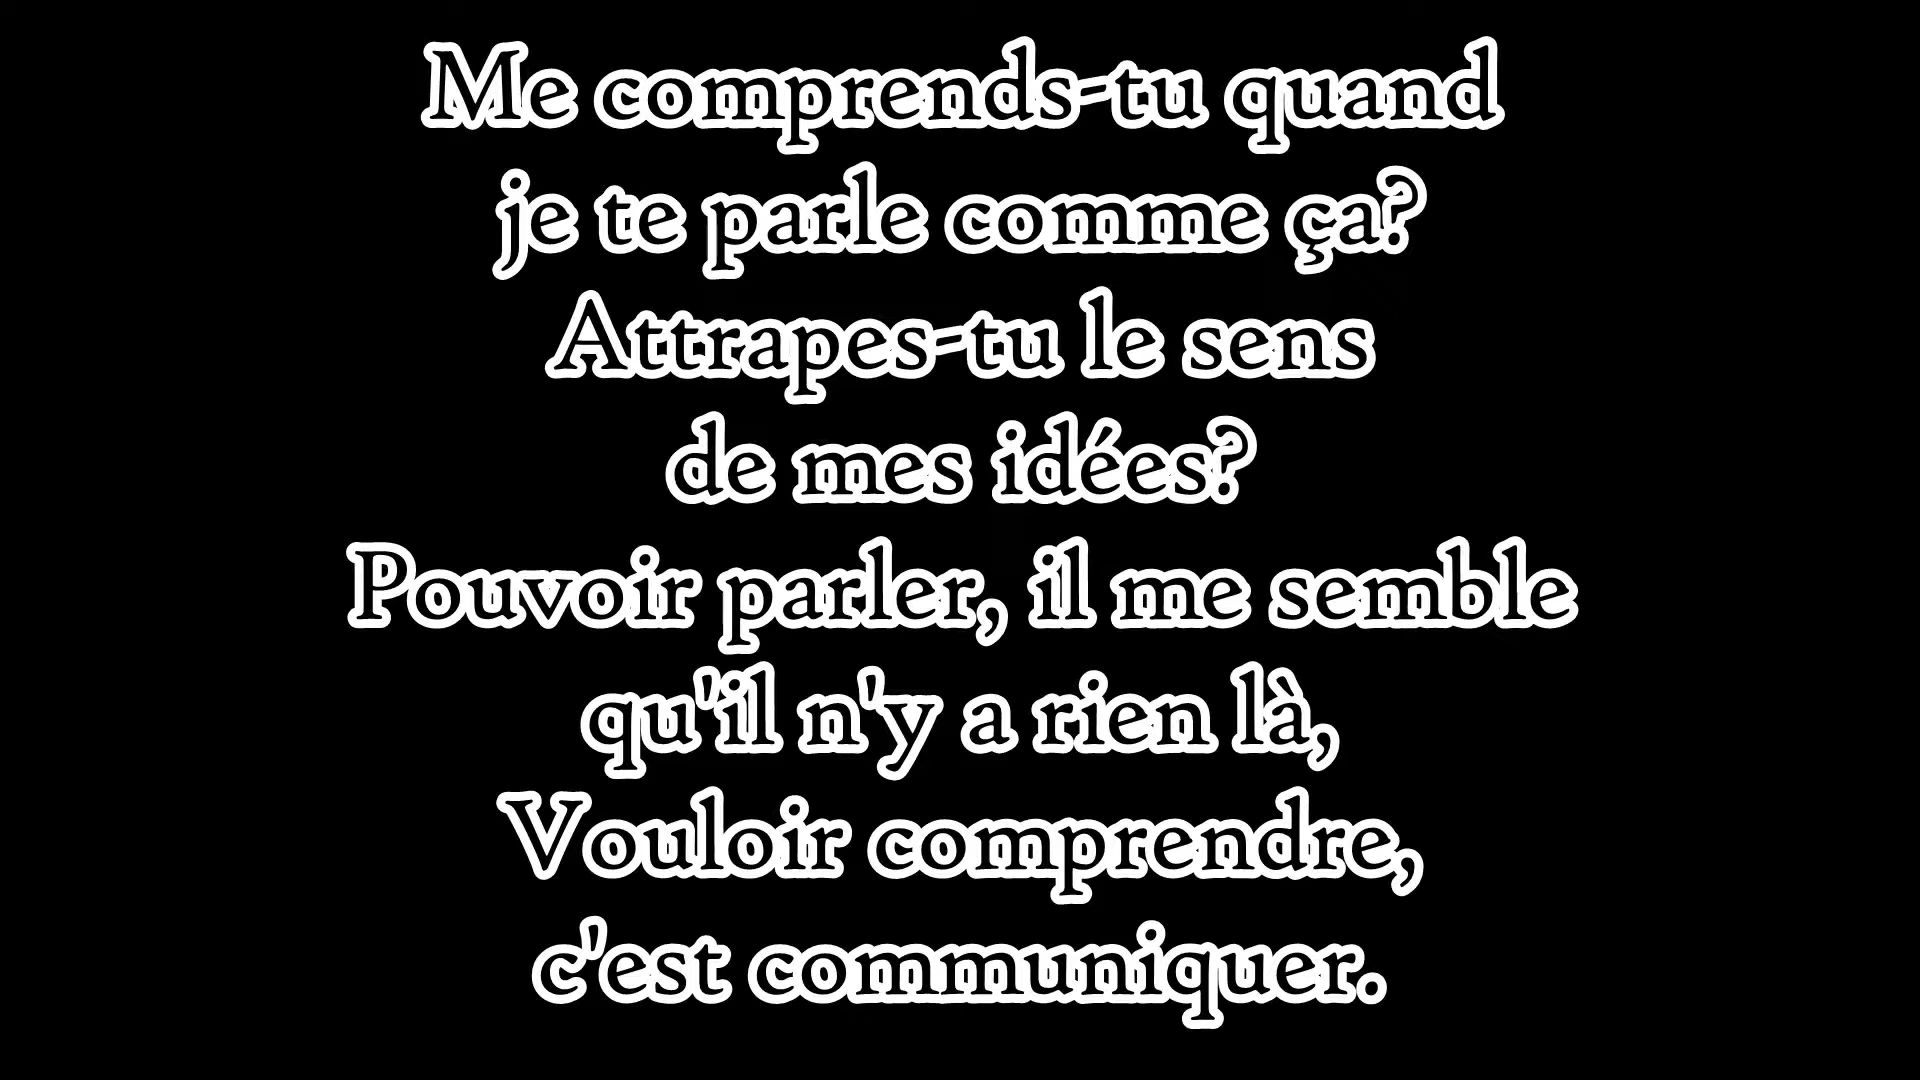 Me comprends-tu quand
je te parle comme ça?
Attrapes-tu le sens
de mes idées?
Pouvoir parler, il me semble
qu'il n'y a rien là,
Vouloir comprendre,
c'est communiquer.